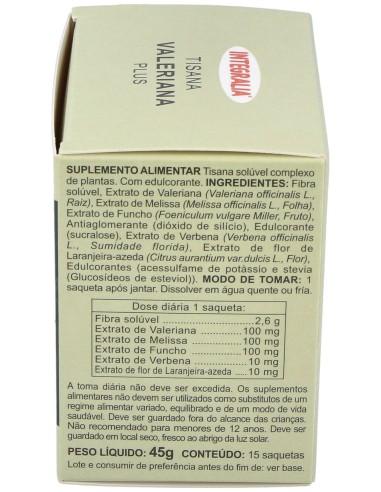 INTEGRALIA
TISANA
VALERIANA
PLUS
SUPLEMENTO ALIMENTAR Tisana solúvel complexo
de plantas. Com edulcorante. INGREDIENTES: Fibra
solúvel, Extrato de Valeriana (Valeriana officinalis L.,
Raiz), Extrato de Melissa (Melissa officinalis L., Folha),
Extrato de Funcho (Foeniculum vulgare Miller, Fruto),
Antiaglomerante (dióxido de silício), Edulcorante
(sucralose), Extrato de Verbena (Verbena officinalis
L., Sumidade florida), Extrato de flor de
Laranjeira-azeda (Citrus aurantium var.dulcis L., Flor),
Edulcorantes (acessulfame de potássio e stevia
(Glucosídeos de esteviol)). MODO DE TOMAR: 1
saqueta após jantar. Dissolver em água quente ou fría.
Dose diária 1 saqueta:
Fibra solúvel 2,6 g
Extrato de Valeriana 100 mg
Extrato de Melissa 100 mg
Extrato de Funcho 100 mg
Extrato de Verbena 10 mg
Extrato de flor de Laranjeira-azeda 10 mg
A toma diária não deve ser excedida. Os suplementos
alimentares não devem ser utilizados como substitutos de um
regime alimentar variado, equilibrado e de um modo de vida
saudável. Deve ser guardado fora do alcance das crianças.
Não recomendado para menores de 12 anos. Deve ser
guardado em local seco, fresco ao abrigo da luz solar.
PESO LÍQUIDO: 45g CONTEÚDO: 15 saquetas
Lote e consumir de preferência antes do fim de: ver base.